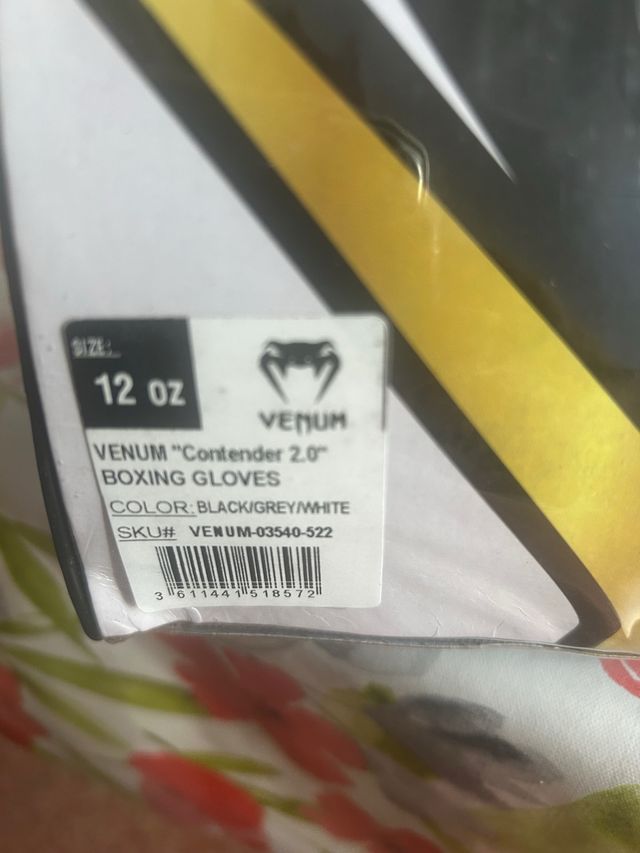 SIZE:
12 oz
VENUM
VENUM "Contender 2.0"
BOXING GLOVES
COLOR: BLACK/GREY/WHITE
SKU# VENUM-03540-522
3 611441 518572